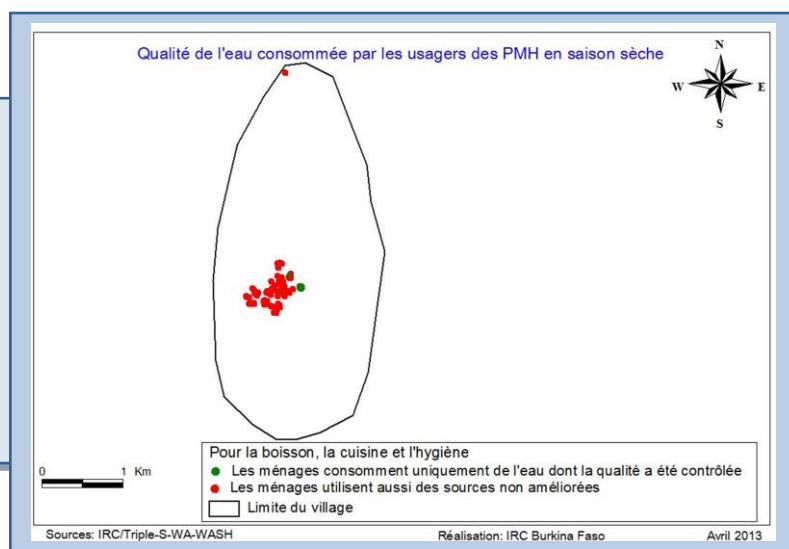 Qualité de l'eau consommée par les usagers des PMH en saison sèche
N
W E
S
Pour la boisson, la cuisine et l'hygiène
Les ménages consomment uniquement de l'eau dont la qualité a été contrôlée
Les ménages utilisent aussi des sources non améliorées
Limite du village
0 1 Km
Sources: IRC/Triple-S-WA-WASH Réalisation: IRC Burkina Faso Avril 2013